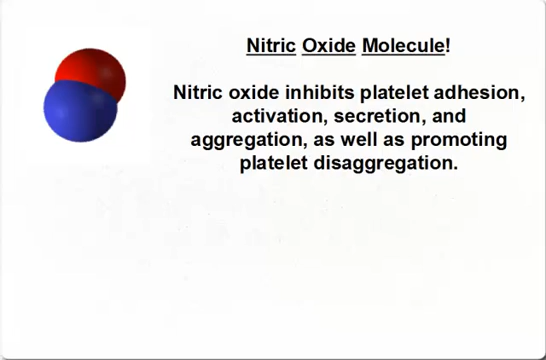 Nitric Oxide Molecule!
Nitric oxide inhibits platelet adhesion,
activation, secretion, and
aggregation, as well as promoting
platelet disaggregation.